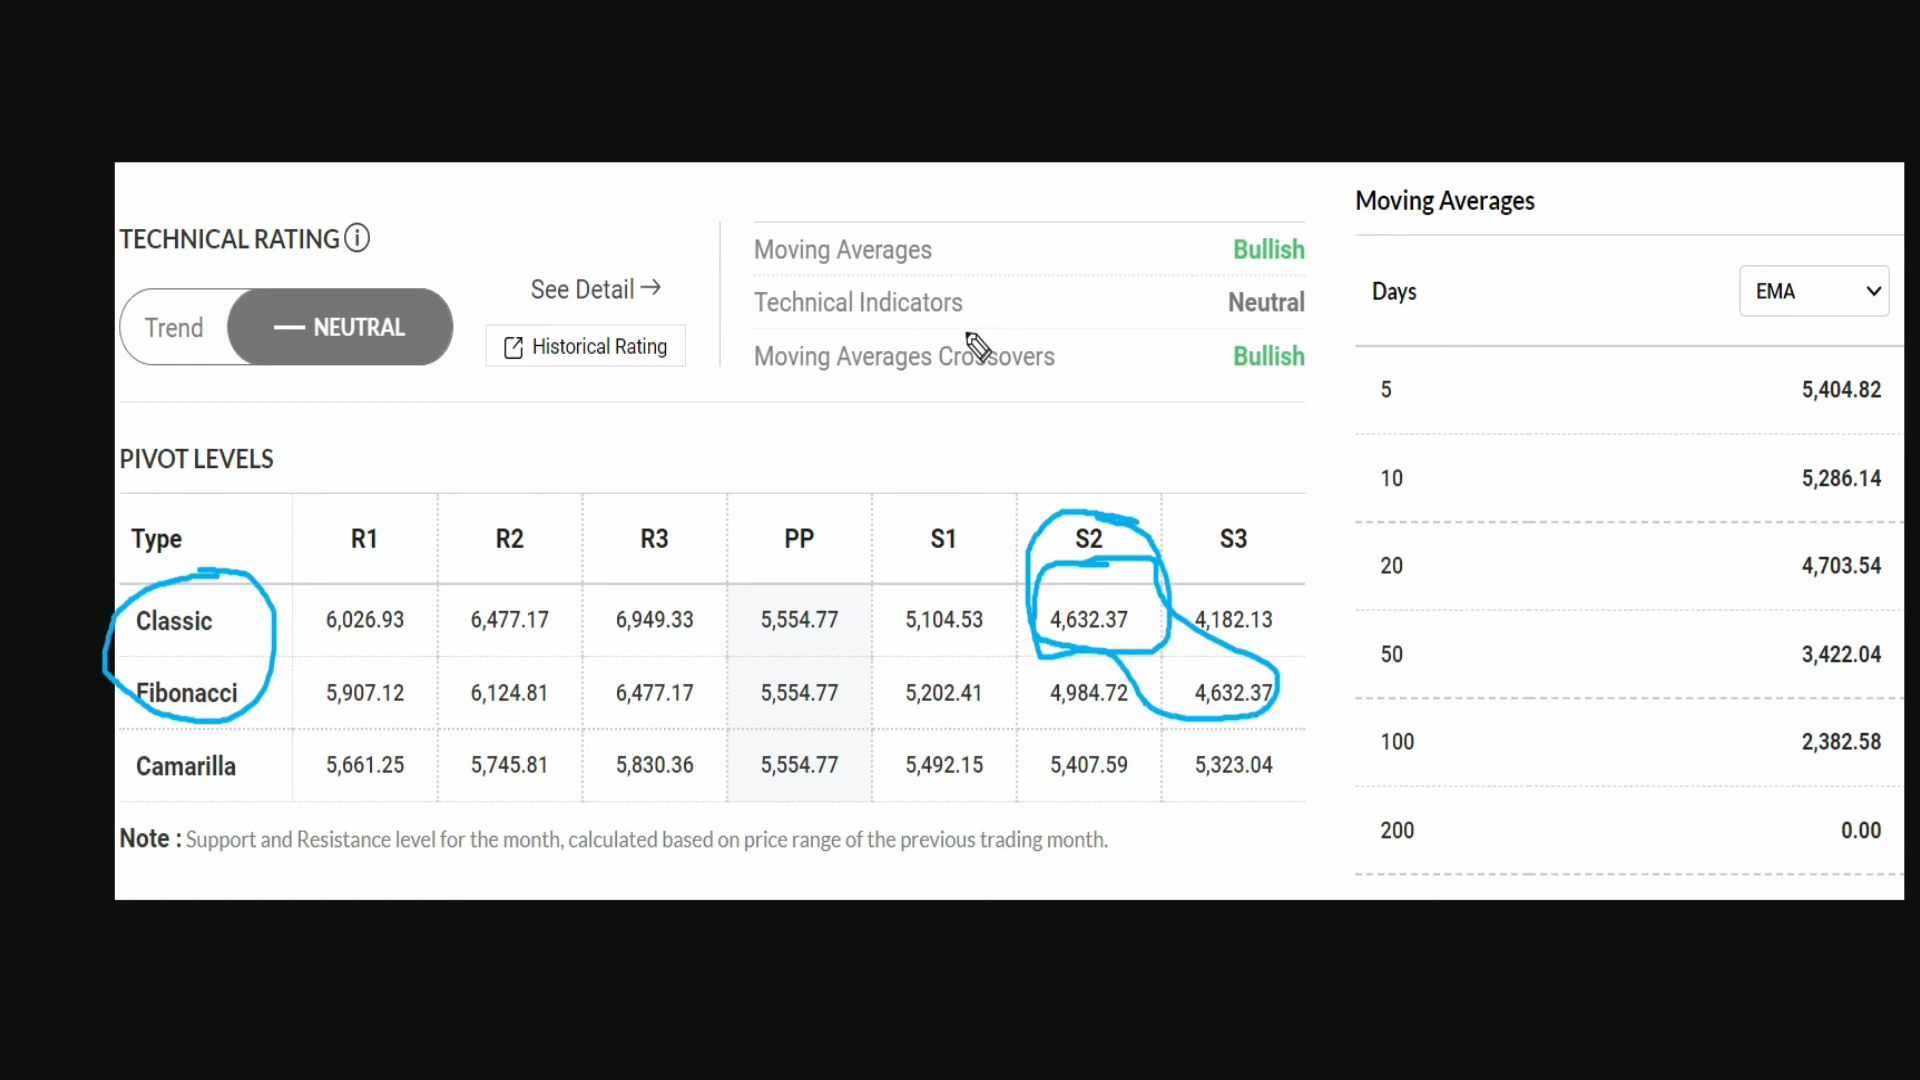 TECHNICAL RATING
Trend
NEUTRAL
See Detail
Historical Rating
Moving Averages Bullish
Technical Indicators Neutral
Moving Averages Crossovers Bullish
PIVOT LEVELS
Type R1 R2 R3 PP S1 S2 S3
Classic 6,026.93 6,477.17 6,949.33 5,554.77 5,104.53 4,632.37 4,182.13
Fibonacci 5,907.12 6,124.81 6,477.17 5,554.77 5,202.41 4,984.72 4,632.37
Camarilla 5,661.25 5,745.81 5,830.36 5,554.77 5,492.15 5,407.59 5,323.04
Note : Support and Resistance level for the month, calculated based on price range of the previous trading month.
Moving Averages
Days EMA
5 5,404.82
10 5,286.14
20 4,703.54
50 3,422.04
100 2,382.58
200 0.00